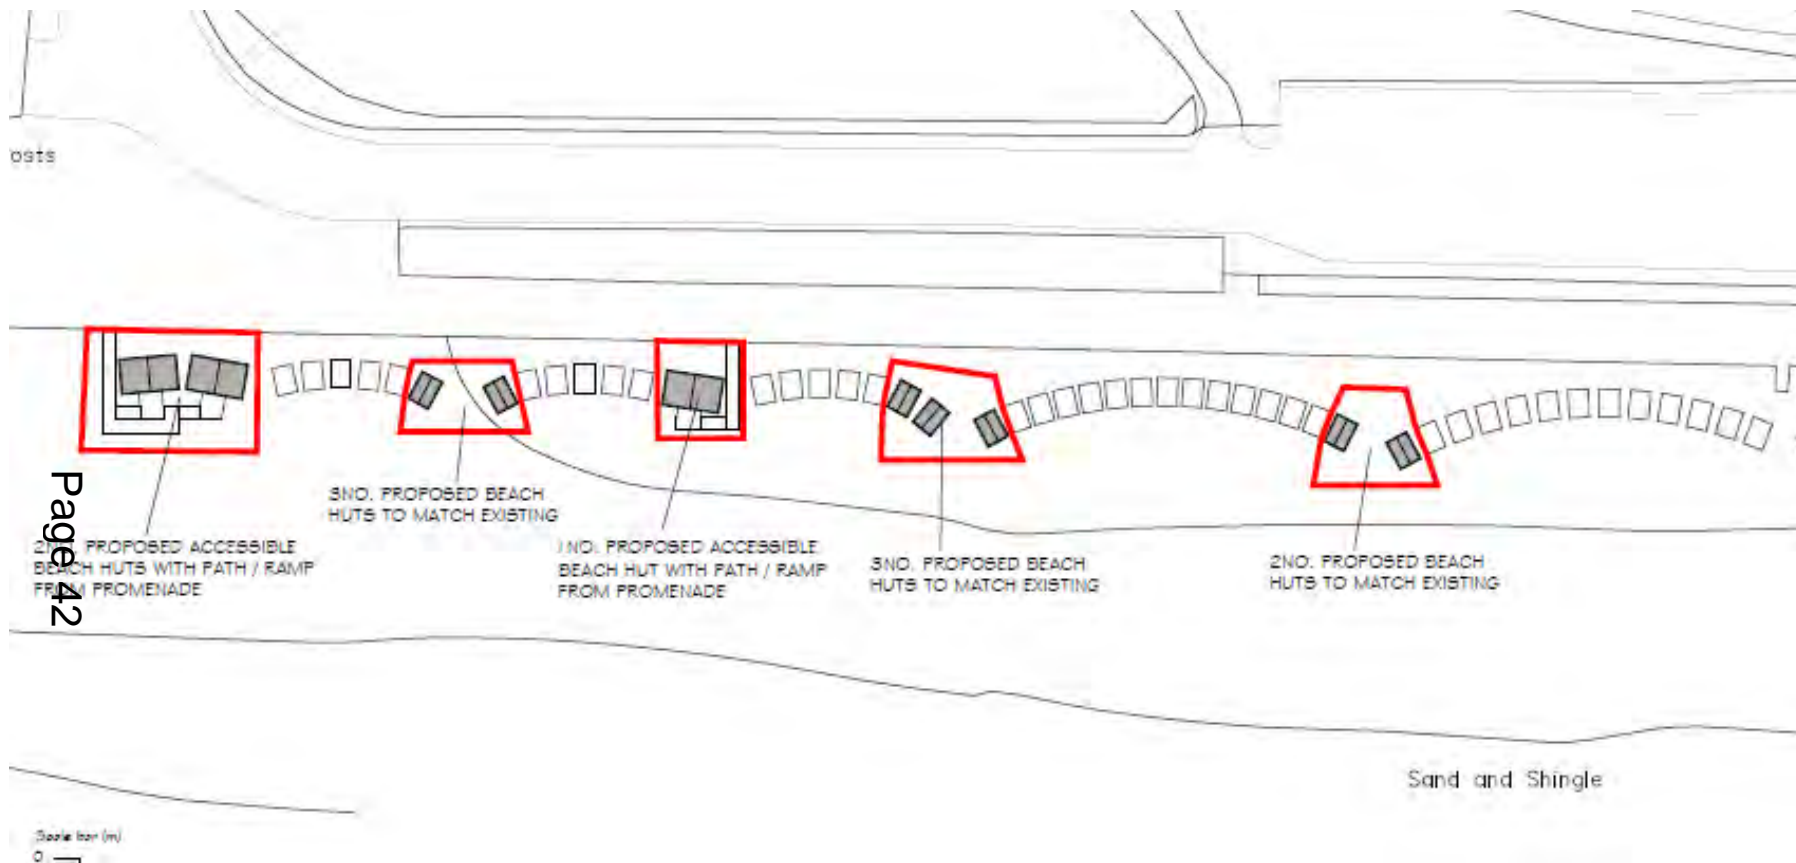 osts
3NO. PROPOSED BEACH
HUTS TO MATCH EXISTING
2NO. PROPOSED ACCESSIBLE
BEACH HUTS WITH PATH / RAMP
FROM PROMENADE
1NO. PROPOSED ACCESSIBLE
BEACH HUT WITH PATH / RAMP
FROM PROMENADE
3NO. PROPOSED BEACH
HUTS TO MATCH EXISTING
2NO. PROPOSED BEACH
HUTS TO MATCH EXISTING
Page 42
Sand and Shingle
Scale bar (m)
0